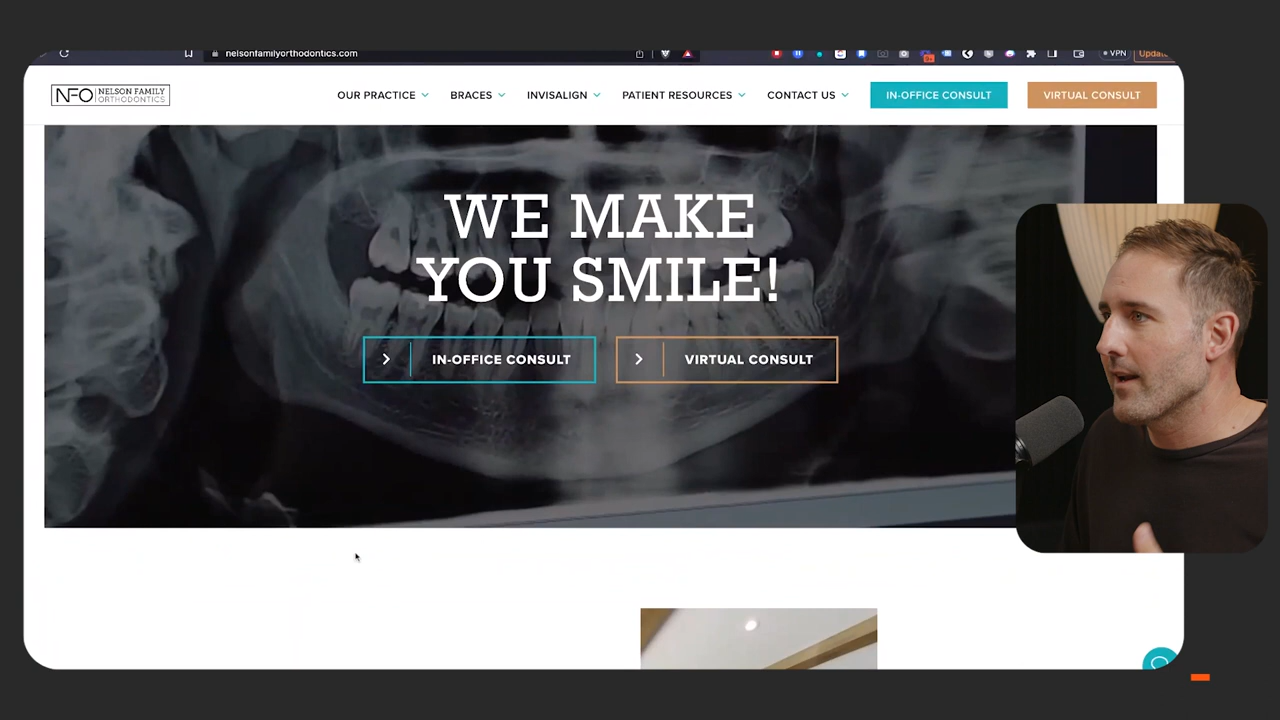 nelsonfamilyorthodontics.com
VPN
NFO NELSON FAMILY
ORTHODONTICS
OUR PRACTICE BRACES INVISALIGN PATIENT RESOURCES CONTACT US IN-OFFICE CONSULT VIRTUAL CONSULT
WE MAKE
YOU SMILE!
IN-OFFICE CONSULT VIRTUAL CONSULT